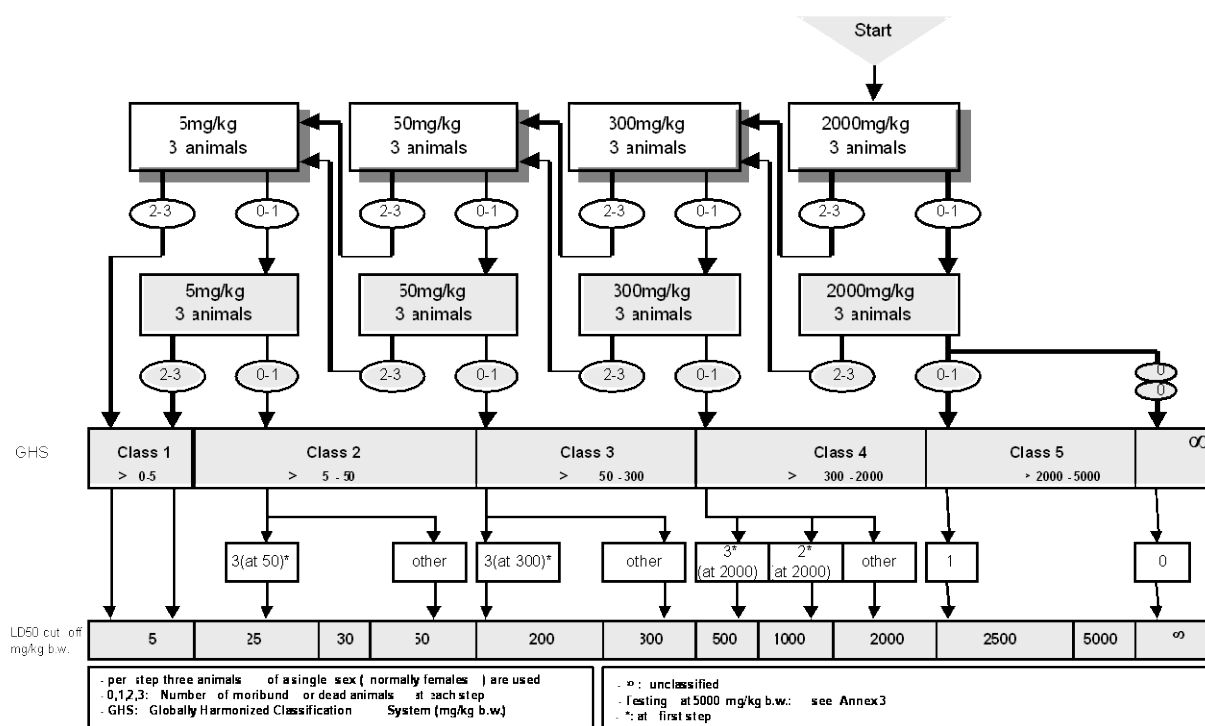 Start
5mg/kg 50mg/kg 300mg/kg 2000mg/kg
3 animals 3 animals 3 animals 3 animals
2-3 0-1 2-3 0-1 2-3 0-1 2-3 0-1
5mg/kg 50mg/kg 300mg/kg 2000mg/kg
3 animals 3 animals 3 animals 3 animals
2-3 0-1 2-3 0-1 2-3 0-1 2-3 0-1 0
0
GHS Class 1 Class 2 Class 3 Class 4 Class 5 ∞
> 0-5 > 5 - 50 > 50 -300 > 300 -2000 > 2000 -5000
3(at 50)* other 3(at 300)* other 3* 2* other 1 0
(at 2000) (at 2000)
LD50 cut off 5 25 30 50 200 300 500 1000 2000 2500 5000 ∞
mg/kg b.w.
- per step three animals of a single sex ( normally females ) are used
- 0,1,2,3: Number of moribund or dead animals at each step
- GHS: Globally Harmonized Classification System (mg/kg b.w.)
- ∞ : unclassified
- Testing at 5000 mg/kg b.w.: see Annex 3
- *: at first step